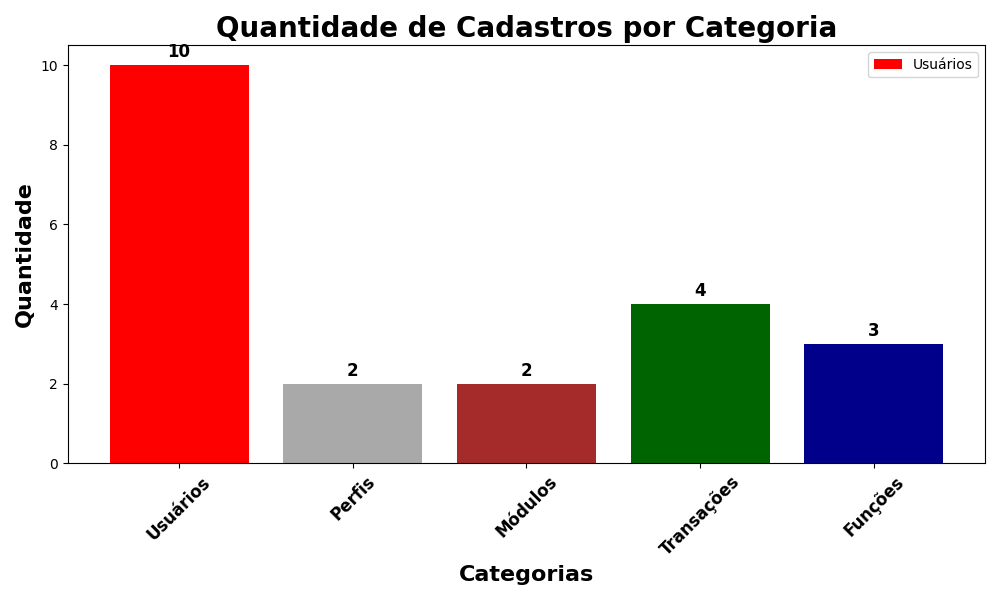 Quantidade de Cadastros por Categoria
Usuários
Quantidade
10
8
6
4
2
0
10
2
2
4
3
Usuários
Perfis
Módulos
Transações
Funções
Categorias